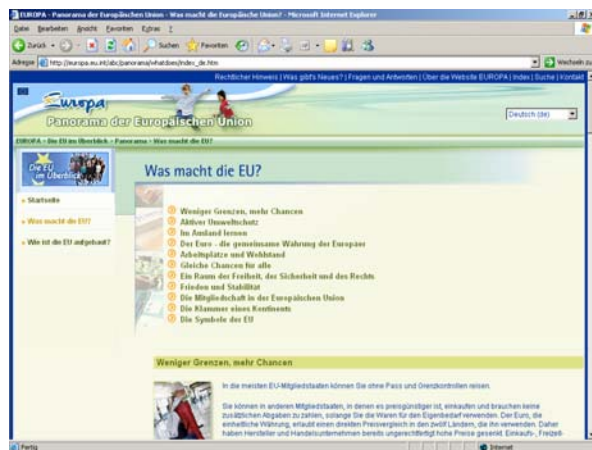 EUROPA - Panorama der Europäischen Union - Was macht die Europäische Union? - Microsoft Internet Explorer
Datei Bearbeiten Ansicht Favoriten Extras ?
Zurück Suchen Favoriten
Adresse http://europa.eu.int/abc/panorama/whatdoes/index_de.htm Wechseln zu
Rechtlicher Hinweis | Was gibt's Neues? | Fragen und Antworten | Über die Website EUROPA | Index | Suche | Kontakt
Europa
Panorama der Europäischen Union
Deutsch (de)
EUROPA > Die EU im Überblick > Panorama > Was macht die EU?
Die EU
im Überblick
Startseite
Was macht die EU?
Wie ist die EU aufgebaut?
Was macht die EU?
Weniger Grenzen, mehr Chancen
Aktiver Umweltschutz
Im Ausland lernen
Der Euro - die gemeinsame Währung der Europäer
Arbeitsplätze und Wohlstand
Gleiche Chancen für alle
Ein Raum der Freiheit, der Sicherheit und des Rechts
Frieden und Stabilität
Die Mitgliedschaft in der Europäischen Union
Die Klammer eines Kontinents
Die Symbole der EU
Weniger Grenzen, mehr Chancen
In die meisten EU-Mitgliedstaaten können Sie ohne Pass und Grenzkontrollen reisen.
Sie können in anderen Mitgliedstaaten, in denen es preisgünstiger ist, einkaufen und brauchen keine
zusätzlichen Abgaben zu zahlen, solange Sie die Waren für den Eigenbedarf verwenden. Der Euro, die
einheitliche Währung, erlaubt einen direkten Preisvergleich in den zwölf Ländern, die ihn verwenden. Daher
haben Hersteller und Handelsunternehmen bereits ungerechtfertigt hohe Preise gesenkt. Einkaufs-, Freizeit-
Fertig Internet